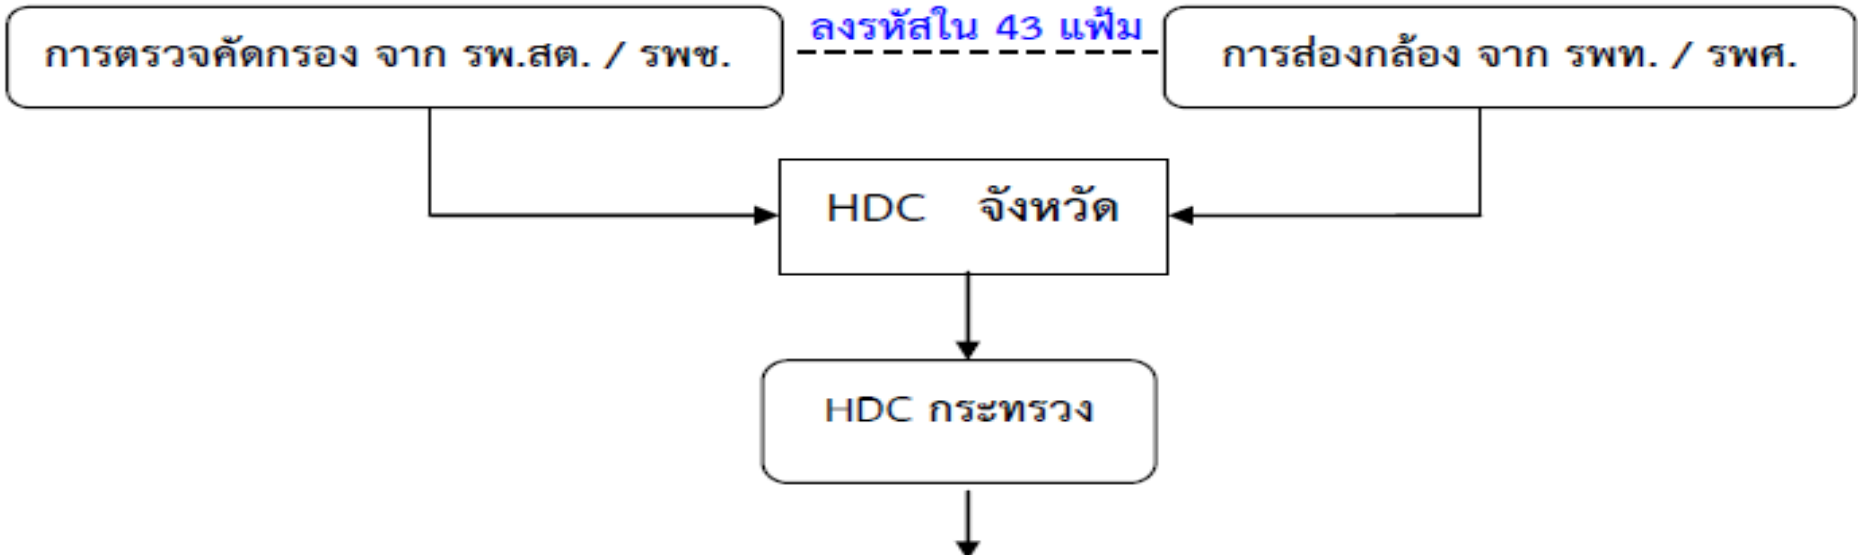 การตรวจคัดกรอง จาก รพ.สต. / รพช.
ลงรหัสใน 43 แฟ้ม
การส่องกล้อง จาก รพท. / รพศ.
HDC จังหวัด
HDC กระทรวง